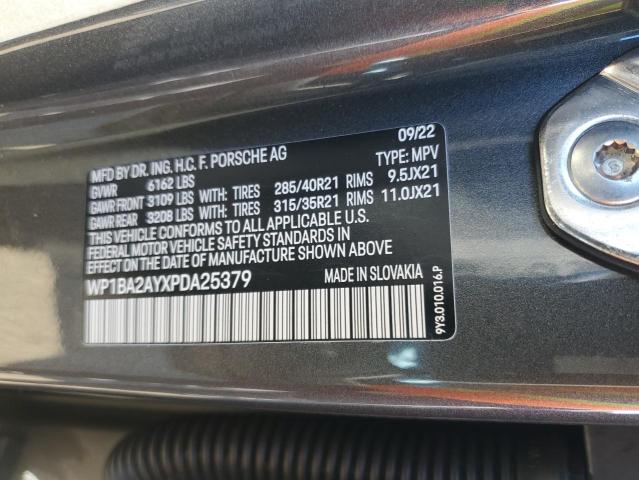 MFD BY DR. ING. H.C. F. PORSCHE AG 09/22
GVWR 6162 LBS TYPE: MPV
GAWR FRONT 3109 LBS WITH TIRES 285/40R21 RIMS 9.5JX21
GAWR REAR 3208 LBS WITH TIRES 315/35R21 RIMS 11.0JX21
THIS VEHICLE CONFORMS TO ALL APPLICABLE U.S.
FEDERAL MOTOR VEHICLE SAFETY STANDARDS IN
EFFECT ON THE DATE OF MANUFACTURE SHOWN ABOVE
WP1BA2AYXPDA25379 MADE IN SLOVAKIA
9Y3.010.016.P